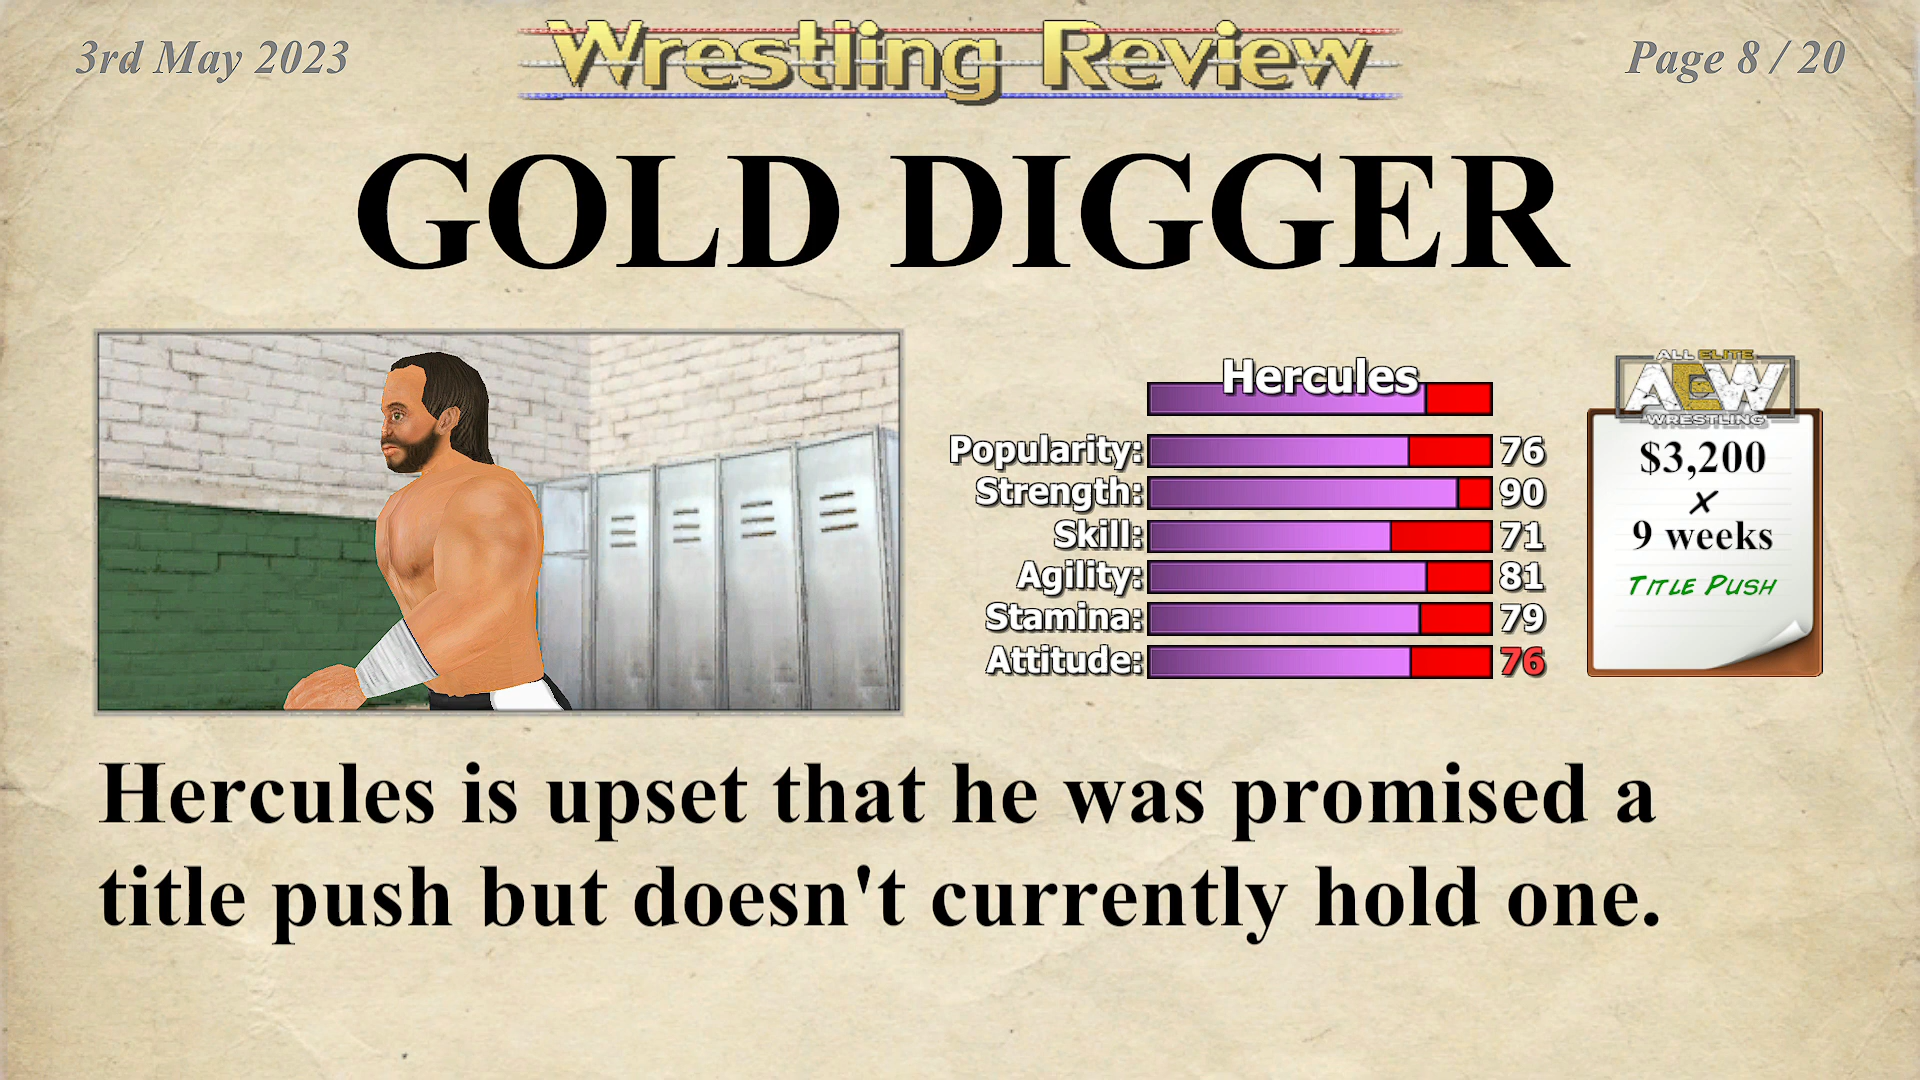 3rd May 2023
Wrestling Review
Page 8 / 20
GOLD DIGGER
Hercules
Popularity: 76
Strength: 90
Skill: 71
Agility: 81
Stamina: 79
Attitude: 76
ALL ELITE
AEW
WRESTLING
$3,200
x
9 weeks
TITLE PUSH
Hercules is upset that he was promised a
title push but doesn't currently hold one.